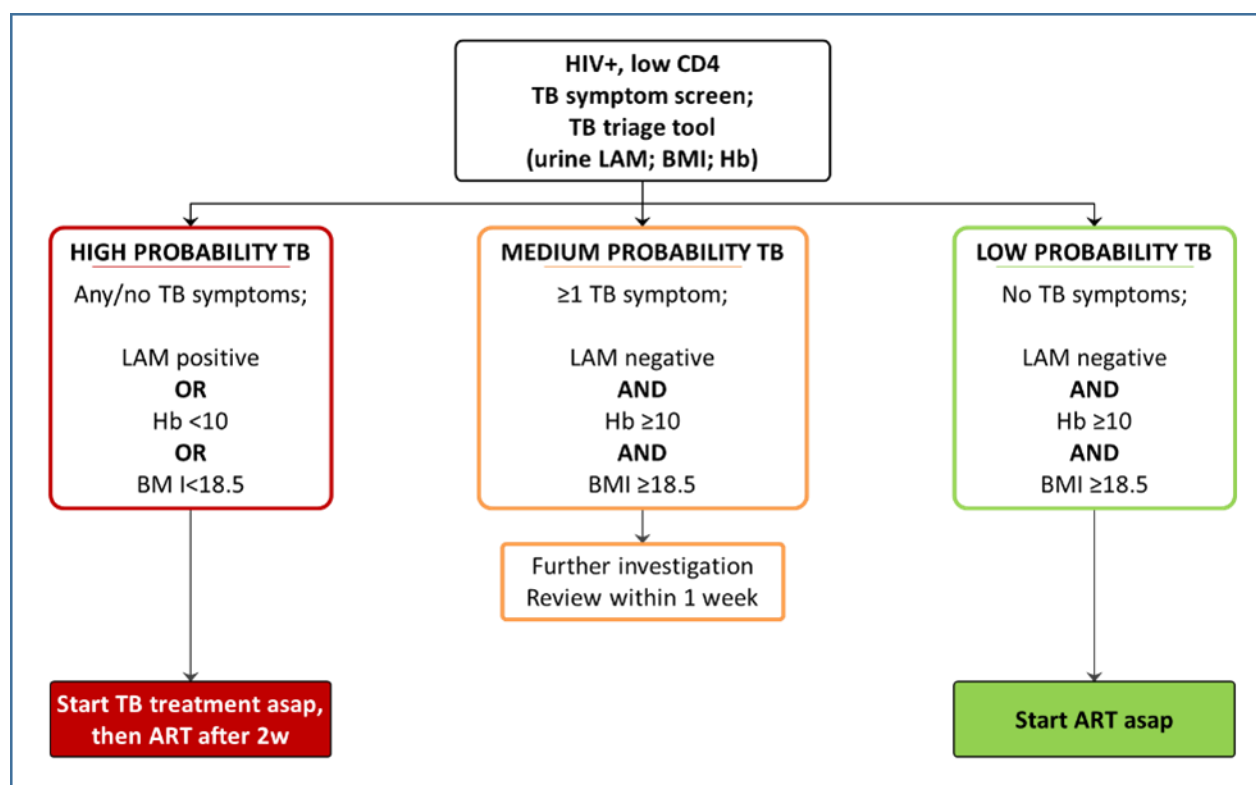 HIV+, low CD4
TB symptom screen;
TB triage tool
(urine LAM; BMI; Hb)
HIGH PROBABILITY TB
Any/no TB symptoms;
LAM positive
OR
Hb <10
OR
BM I<18.5
Start TB treatment asap,
then ART after 2w
MEDIUM PROBABILITY TB
≥1 TB symptom;
LAM negative
AND
Hb ≥10
AND
BMI ≥18.5
Further investigation
Review within 1 week
LOW PROBABILITY TB
No TB symptoms;
LAM negative
AND
Hb ≥10
AND
BMI ≥18.5
Start ART asap